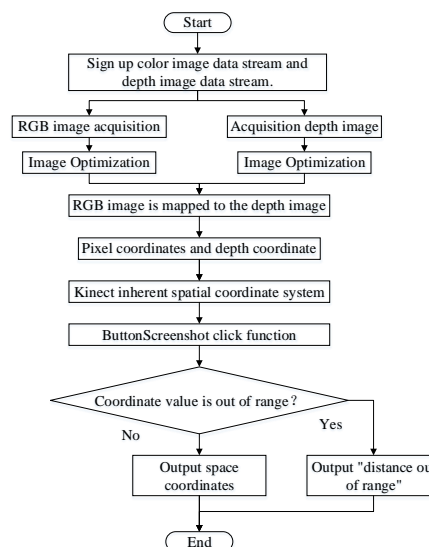 Start
Sign up color image data stream and
depth image data stream.
RGB image acquisition
Acquisition depth image
Image Optimization
Image Optimization
RGB image is mapped to the depth image
Pixel coordinates and depth coordinate
Kinect inherent spatial coordinate system
ButtonScreenshot click function
Coordinate value is out of range?
No
Yes
Output space
coordinates
Output "distance ou
of range"
End